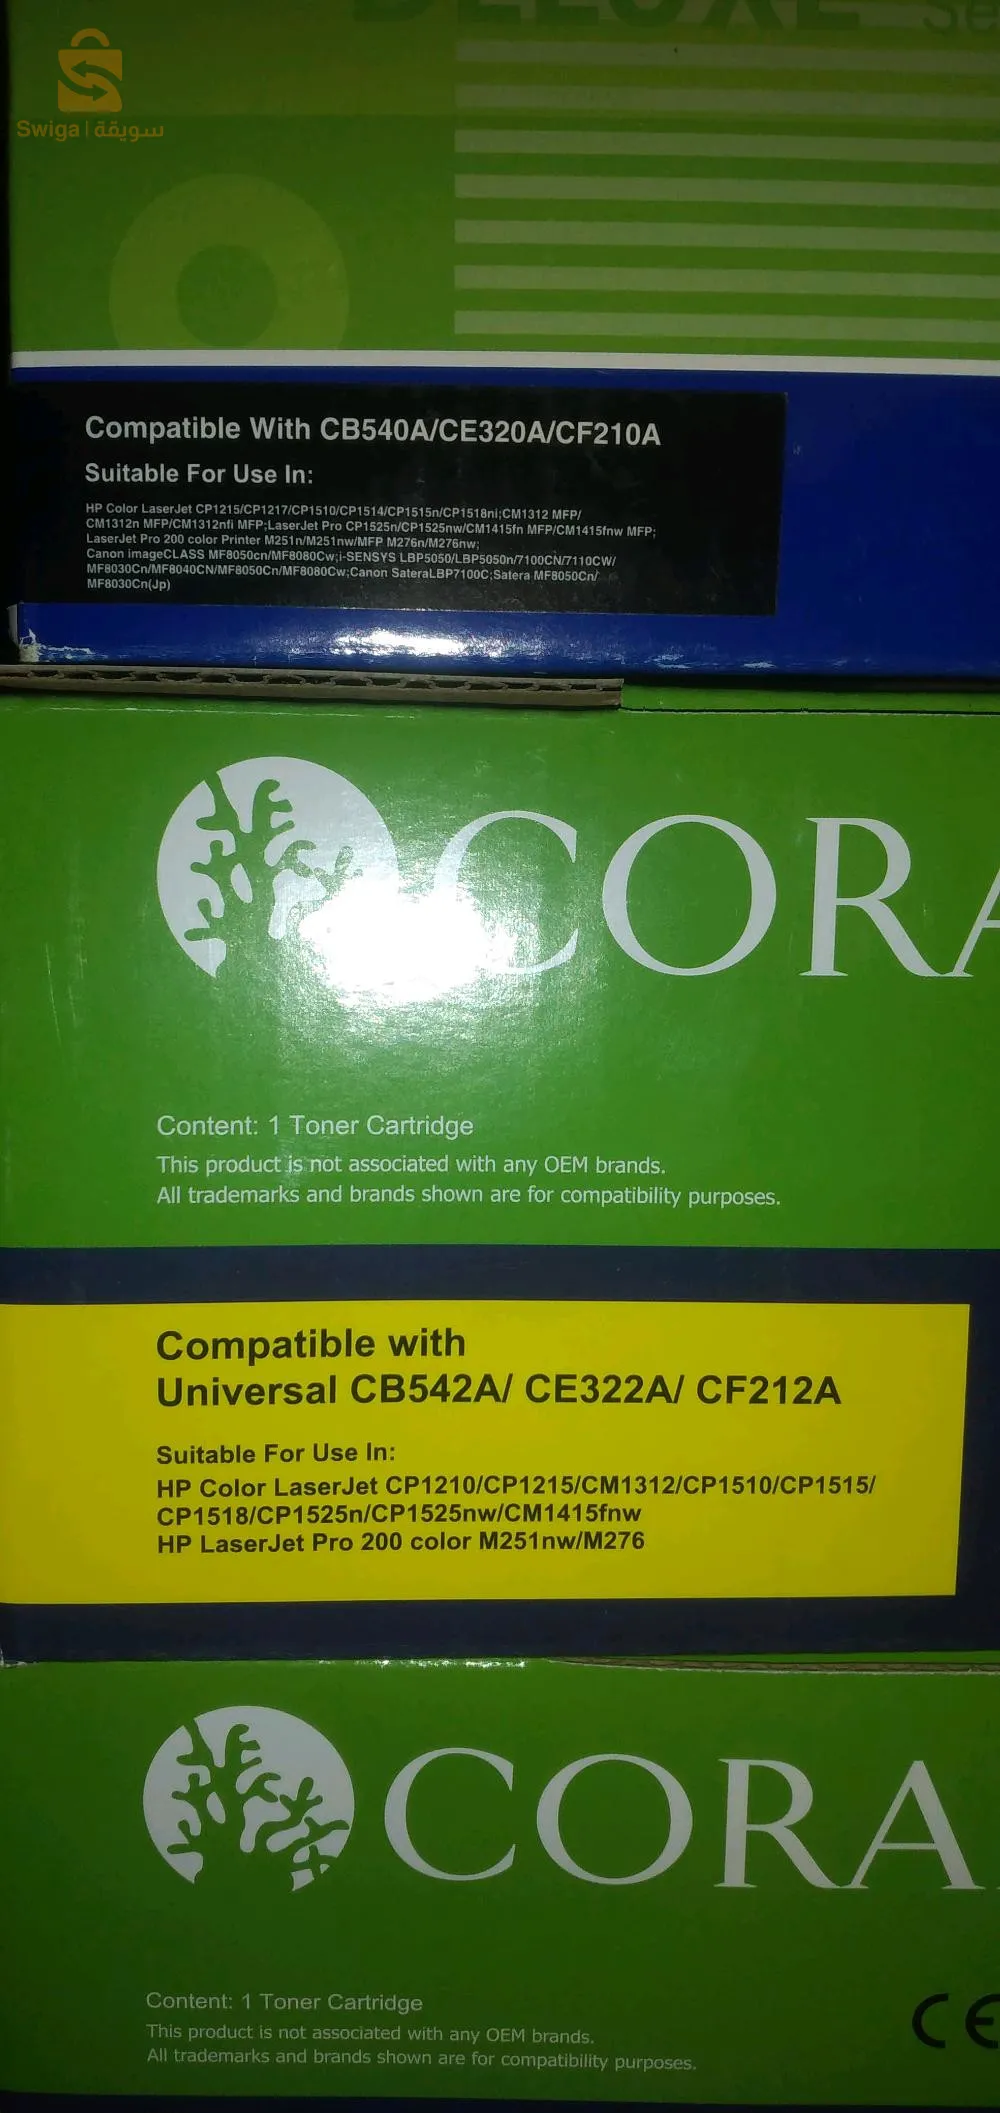 DELUXE Se
Swiga | سويقة
Compatible With CB540A/CE320A/CF210A
Suitable For Use In:
HP Color LaserJet CP1215/CP1217/CP1510/CP1514/CP1515n/CP1518ni;CM1312 MFP/
CM1312n MFP/CM1312nfi MFP;LaserJet Pro CP1525n/CP1525nw/CM1415fn MFP/CM1415fnw MFP;
LaserJet Pro 200 color Printer M251n/M251nw/MFP M276n/M276nw;
Canon imageCLASS MF8050cn/MF8080Cw;i-SENSYS LBP5050/LBP5050n/7100CN/7110CW/
MF8030Cn/MF8040CN/MF8050Cn/MF8080Cw;Canon SateraLBP7100C;Satera MF8050Cn/
MF8030Cn(Jp)
CORA
Content: 1 Toner Cartridge
This product is not associated with any OEM brands.
All trademarks and brands shown are for compatibility purposes.
Compatible with
Universal CB542A/ CE322A/ CF212A
Suitable For Use In:
HP Color LaserJet CP1210/CP1215/CM1312/CP1510/CP1515/
CP1518/CP1525n/CP1525nw/CM1415fnw
HP LaserJet Pro 200 color M251nw/M276
CORA
Content: 1 Toner Cartridge
This product is not associated with any OEM brands.
All trademarks and brands shown are for compatibility purposes.
CE